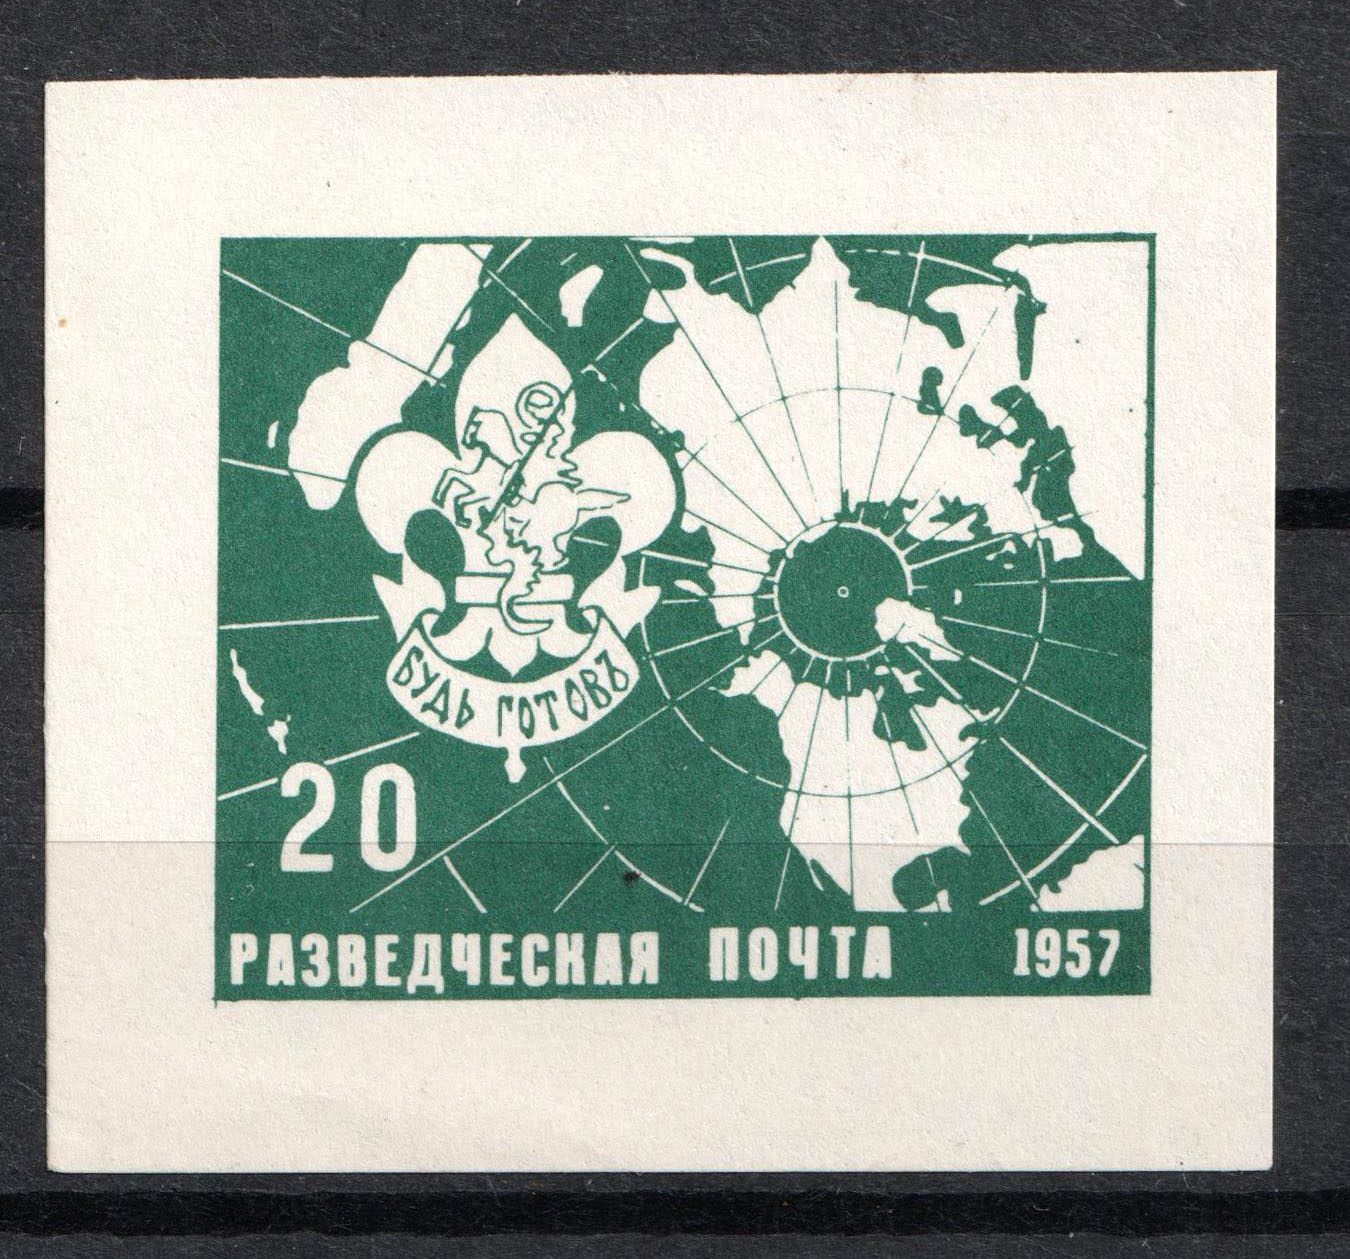 БУДЬ ГОТОВЪ
20
РАЗВЕДЧЕСКАЯ ПОЧТА 1957